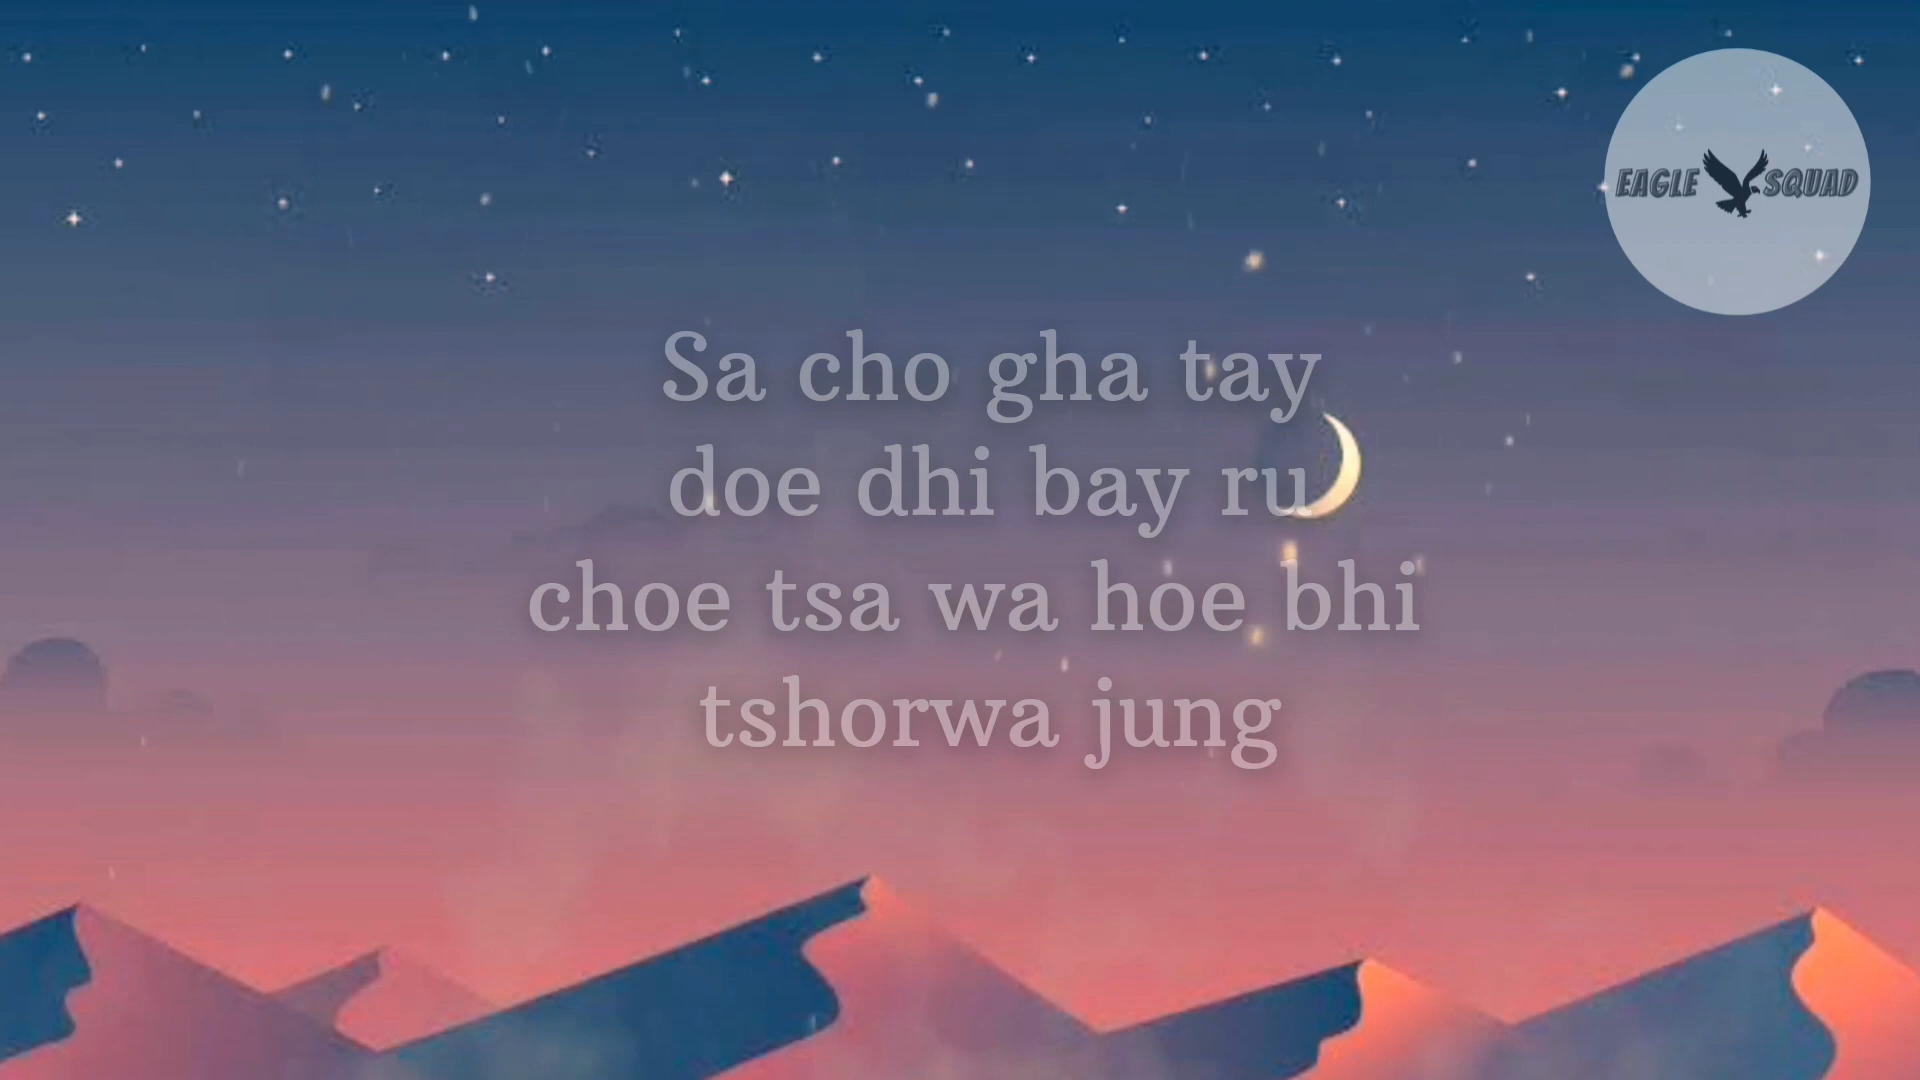 EAGLE SQUAD
Sa cho gha tay
doe dhi bay ru
choe tsa wa hoe bhi
tshorwa jung